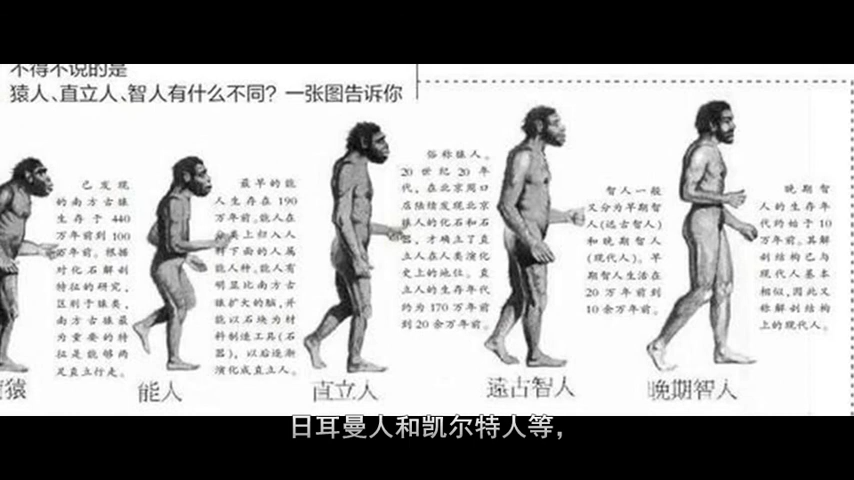 不得不说的是
猿人、直立人、智人有什么不同？一张图告诉你
已发现
的南方古猿
生存于440
万年前到100
万年前。根据
对化石解剖
特征的研究，
区别于猿类，
南方古猿最
为重要的特
征是能够两
足直立行走。
最早的能
人生存在190
万年前。能人在
分类上归入人
科下面的人属
能人种。能人有
明显比南方古
猿扩大的脑，并
能以石块为材
料制造工具(石
器)，以后逐渐
演化成直立人。
俗称猿人。
20世纪20年
代，在北京周口
店陆续发现北京
猿人的化石和石
器，才确立了直
立人在人类演化
史上的地位。直
立人的生存年代
约为170万年前
到20余万年前。
智人一般
又分为早期智
人(远古智人)
和晚期智人
(现代人)。早
期智人生活在
20万年前到
10余万年前。
晚期智
人的生存年
代约始于10
万年前。其解
剖结构已与
现代人基本
相似，因此又
称解剖结构
上的现代人。
猿
能人
直立人
遠古智人
晚期智人
日耳曼人和凯尔特人等，